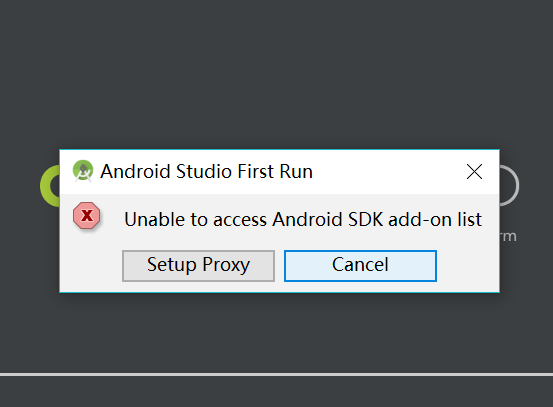 Android Studio First Run
Unable to access Android SDK add-on list
rm
Setup Proxy
Cancel